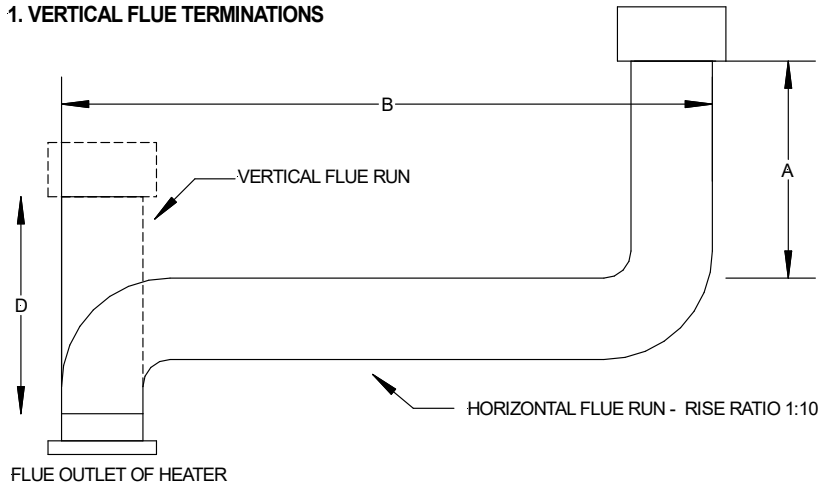 1. VERTICAL FLUE TERMINATIONS
B
A
VERTICAL FLUE RUN
D
HORIZONTAL FLUE RUN - RISE RATIO 1:10
FLUE OUTLET OF HEATER